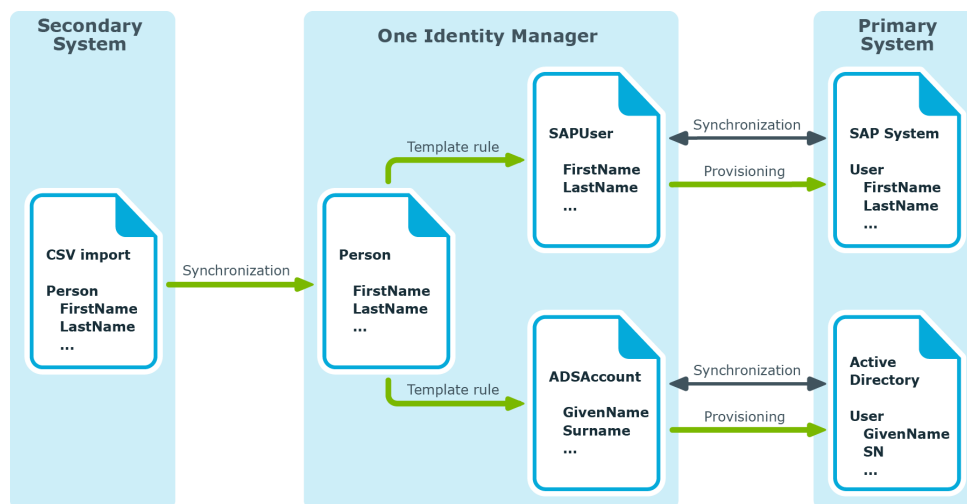 Secondary
System
One Identity Manager
Primary
System
CSV import
Person
FirstName
LastName
...
Synchronization
Person
FirstName
LastName
...
Template rule
Template rule
SAPUser
FirstName
LastName
...
Synchronization
Provisioning
SAP System
User
FirstName
LastName
...
ADSAccount
GivenName
Surname
...
Synchronization
Provisioning
Active
Directory
User
GivenName
SN
...